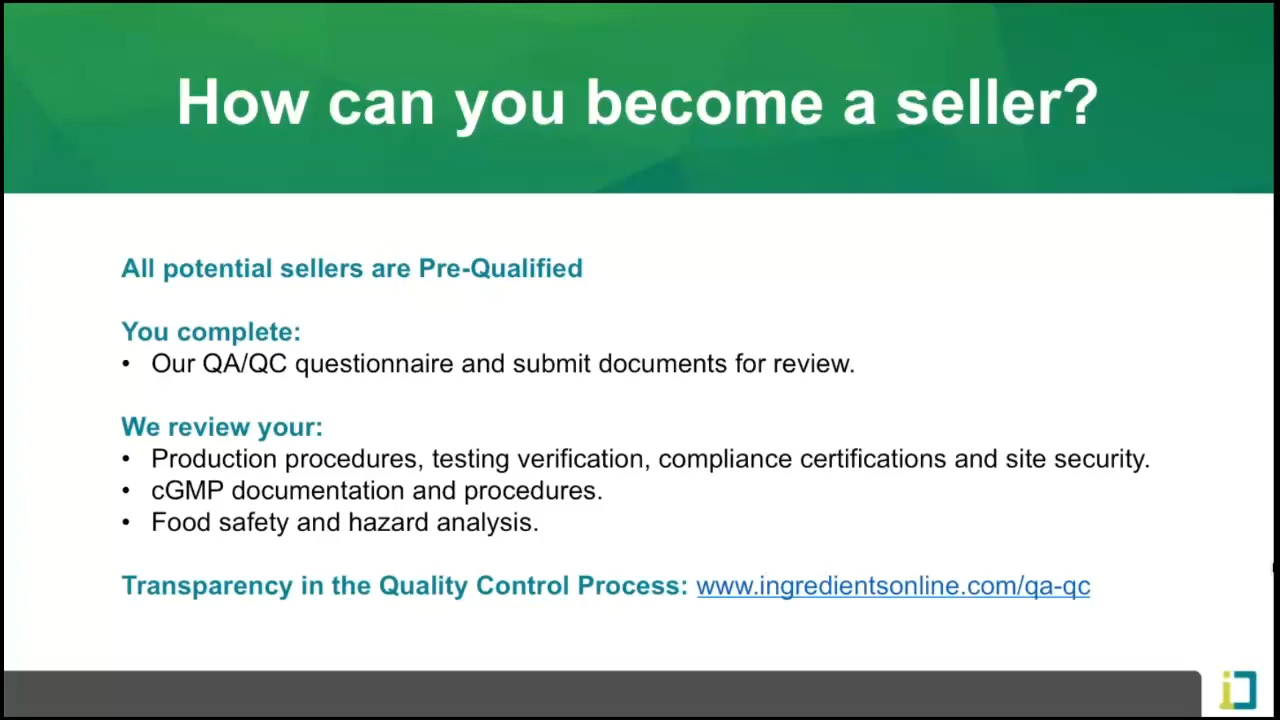 How can you become a seller?
All potential sellers are Pre-Qualified
You complete:
• Our QA/QC questionnaire and submit documents for review.
We review your:
• Production procedures, testing verification, compliance certifications and site security.
• cGMP documentation and procedures.
• Food safety and hazard analysis.
Transparency in the Quality Control Process: www.ingredientsonline.com/qa-qc